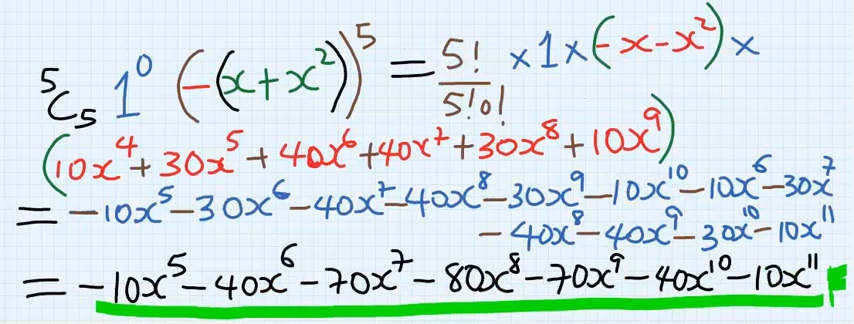 ⁵C₅ 1⁰ (-(x+x²))⁵ = 5!/5!0! ×1×(-x-x²)×
(10x⁴+30x⁵+40x⁶+40x⁷+30x⁸+10x⁹)
= -10x⁵-30x⁶-40x⁷-40x⁸-30x⁹-10x¹⁰-10x⁶-30x⁷
-40x⁸-40x⁹-30x¹⁰-10x¹¹
= -10x⁵-40x⁶-70x⁷-80x⁸-70x⁹-40x¹⁰-10x¹¹